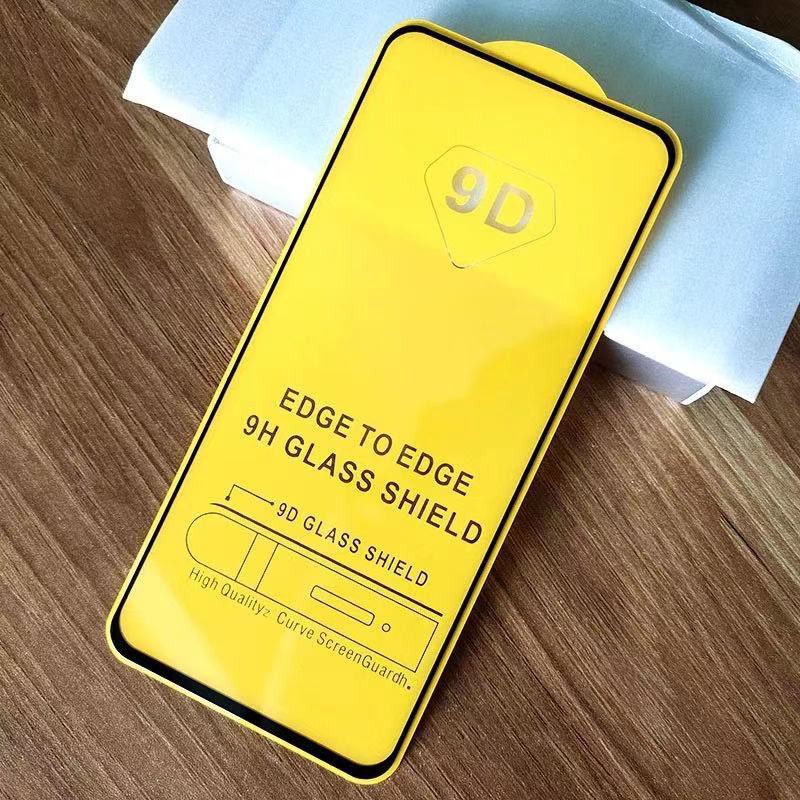 9D
EDGE TO EDGE
9H GLASS SHIELD
9D GLASS SHIELD
High Qualityz Curve ScreenGuardh.